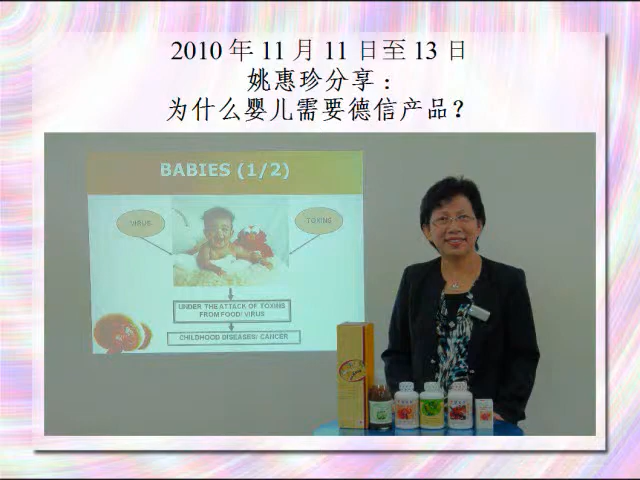 2010 年 11 月 11 日至 13 日
姚惠珍分享：
为什么婴儿需要德信产品？
BABIES (1/2)
VIRUS
TOXINS
UNDER THE ATTACK OF TOXINS
FROM FOOD/ VIRUS
CHILDHOOD DISEASES/ CANCER